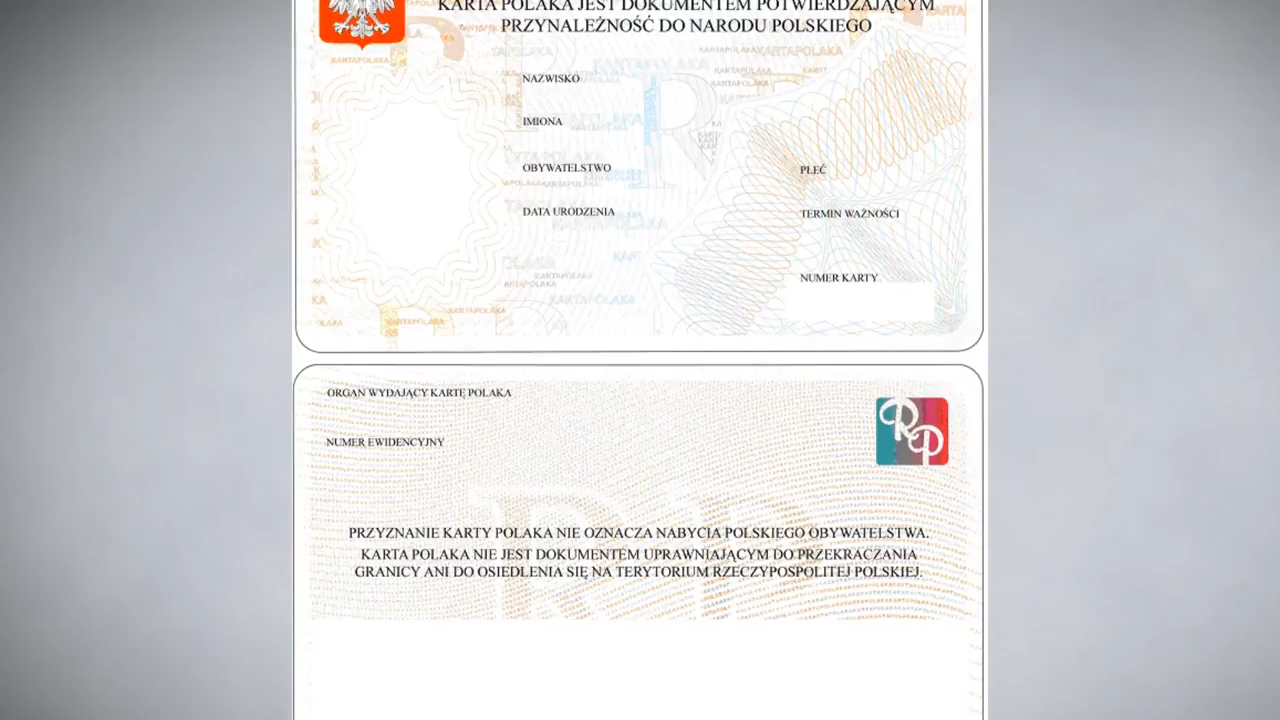 KARTA POLAKA JEST DOKUMENTEM POTWIERDZAJĄCYM
PRZYNALEŻNOŚĆ DO NARODU POLSKIEGO
NAZWISKO
IMIONA
OBYWATELSTWO
PŁEĆ
DATA URODZENIA
TERMIN WAŻNOŚCI
NUMER KARTY
ORGAN WYDAJĄCY KARTĘ POLAKA
RP
NUMER EWIDENCYJNY
PRZYZNANIE KARTY POLAKA NIE OZNACZA NABYCIA POLSKIEGO OBYWATELSTWA.
KARTA POLAKA NIE JEST DOKUMENTEM UPRAWNIAJĄCYM DO PRZEKRACZANIA
GRANICY ANI DO OSIEDLENIA SIĘ NA TERYTORIUM RZECZYPOSPOLITEJ POLSKIEJ.